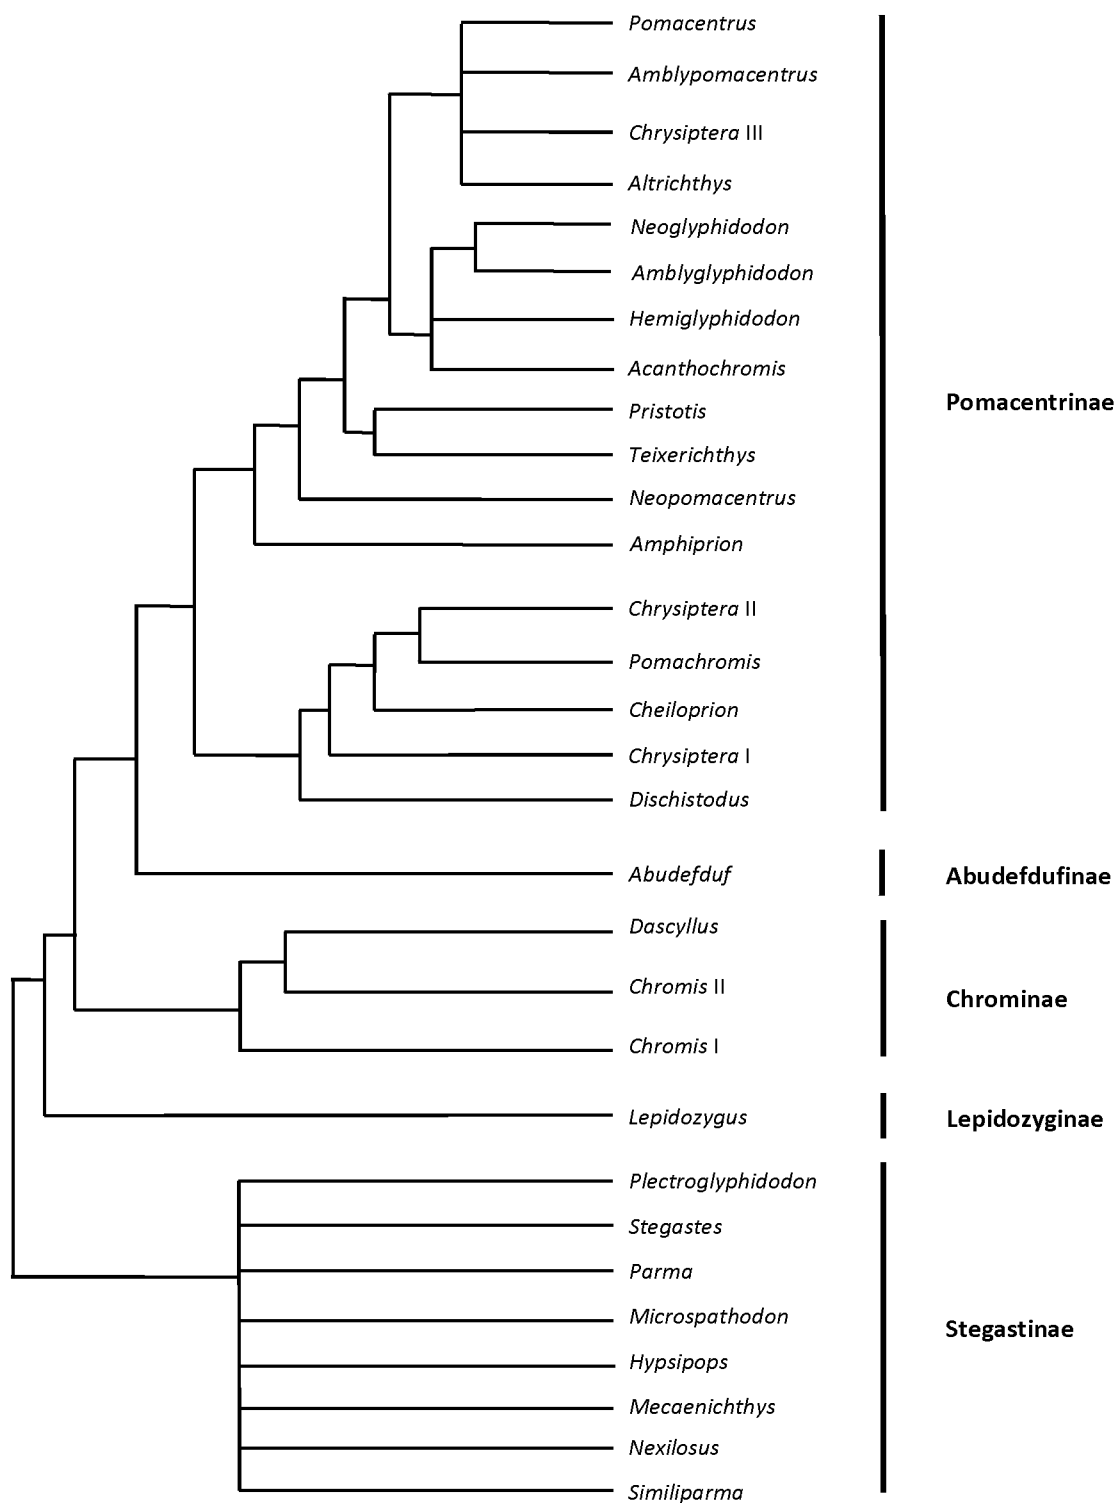 Pomacentrus
Amblypomacentrus
Chrysiptera III
Altrichthys
Neoglyphidodon
Amblyglyphidodon
Hemiglyphidodon
Acanthochromis
Pristotis
Teixerichthys
Neopomacentrus
Amphiprion
Chrysiptera II
Pomachromis
Cheiloprion
Chrysiptera I
Dischistodus
Pomacentrinae
Abudefduf
Abudefdufinae
Dascyllus
Chromis II
Chromis I
Chrominae
Lepidozygus
Lepidozyginae
Plectroglyphidodon
Stegastes
Parma
Microspathodon
Hypsipops
Mecaenichthys
Nexilosus
Similiparma
Stegastinae